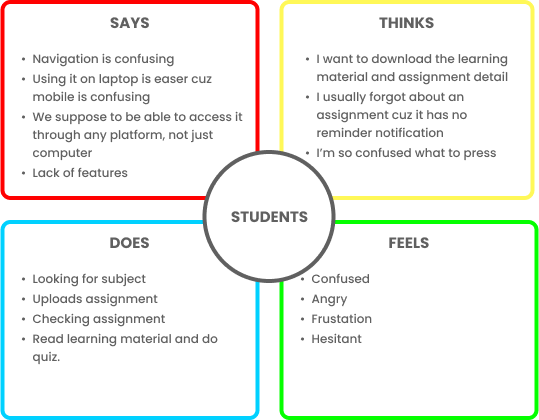 SAYS
• Navigation is confusing
• Using it on laptop is easer cuz
mobile is confusing
• We suppose to be able to access it
through any platform, not just
computer
• Lack of features
THINKS
• I want to download the learning
material and assignment detail
• I usually forgot about an
assignment cuz it has no
reminder notification
• I'm so confused what to press
STUDENTS
DOES
• Looking for subject
• Uploads assignment
• Checking assignment
• Read learning material and do
quiz.
FEELS
• Confused
• Angry
• Frustation
• Hesitant